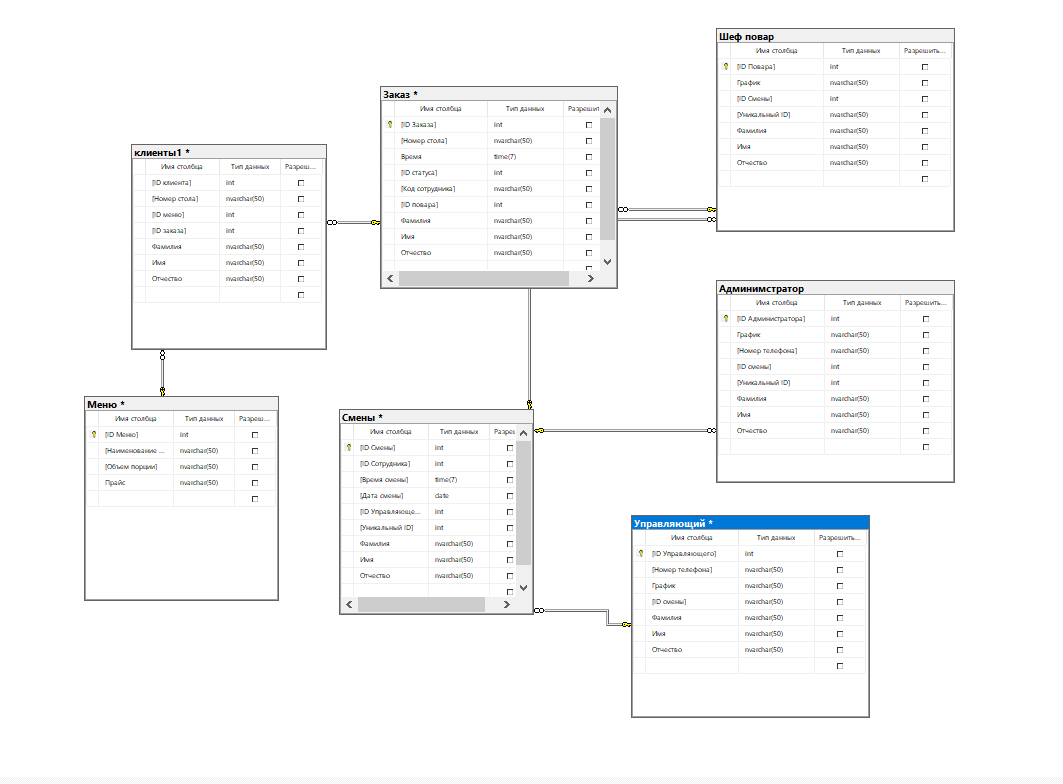 Шеф повар
Имя столбца Тип данных Разрешить...
[ID Повара] int
График nvarchar(50)
[ID Смены] int
[Уникальный ID] nvarchar(50)
Фамилия nvarchar(50)
Имя nvarchar(50)
Отчество nvarchar(50)
Заказ *
Имя столбца Тип данных Разрешит
[ID Заказа] int
[Номер стола] nvarchar(50)
Время time(7)
[ID статуса] int
[Код сотрудника] nvarchar(50)
[ID повара] int
Фамилия nvarchar(50)
Имя nvarchar(50)
Отчество nvarchar(50)
клиенты1 *
Имя столбца Тип данных Разреш...
[ID клиента] int
[Номер стола] nvarchar(50)
[ID меню] int
[ID заказа] int
Фамилия nvarchar(50)
Имя nvarchar(50)
Отчество nvarchar(50)
Админимстратор
Имя столбца Тип данных Разрешить...
[ID Администратора] int
График nvarchar(50)
[Номер телефона] nvarchar(50)
[ID смены] int
[Уникальный ID] int
Фамилия nvarchar(50)
Имя nvarchar(50)
Отчество nvarchar(50)
Меню *
Имя столбца Тип данных Разреш...
[ID Меню] int
[Наименование ... nvarchar(50)
[Объем порции] nvarchar(50)
Прайс nvarchar(50)
Смены *
Имя столбца Тип данных Разреш
[ID Смены] int
[ID Сотрудника] int
[Время смены] time(7)
[Дата смены] date
[ID Управляюще... int
[Уникальный ID] int
Фамилия nvarchar(50)
Имя nvarchar(50)
Отчество nvarchar(50)
Управляющий *
Имя столбца Тип данных Разрешить...
[ID Управляющего] int
[Номер телефона] nvarchar(50)
График nvarchar(50)
[ID смены] nvarchar(50)
Фамилия nvarchar(50)
Имя nvarchar(50)
Отчество nvarchar(50)